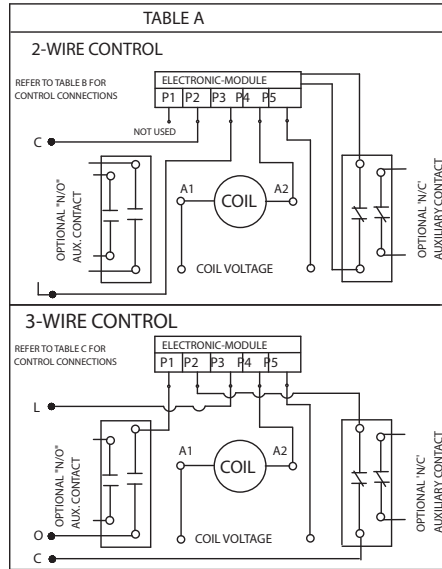 TABLE A
2-WIRE CONTROL
REFER TO TABLE B FOR
CONTROL CONNECTIONS
ELECTRONIC-MODULE
P1 P2 P3 P4 P5
NOT USED
C
OPTIONAL "N/O"
AUX. CONTACT
A1
COIL
A2
COIL VOLTAGE
OPTIONAL 'N/C'
AUXILIARY CONTACT
L
3-WIRE CONTROL
REFER TO TABLE C FOR
CONTROL CONNECTIONS
ELECTRONIC-MODULE
P1 P2 P3 P4 P5
L
OPTIONAL "N/O"
AUX. CONTACT
A1
COIL
A2
OPTIONAL 'N/C'
AUXILIARY CONTACT
O
COIL VOLTAGE
C